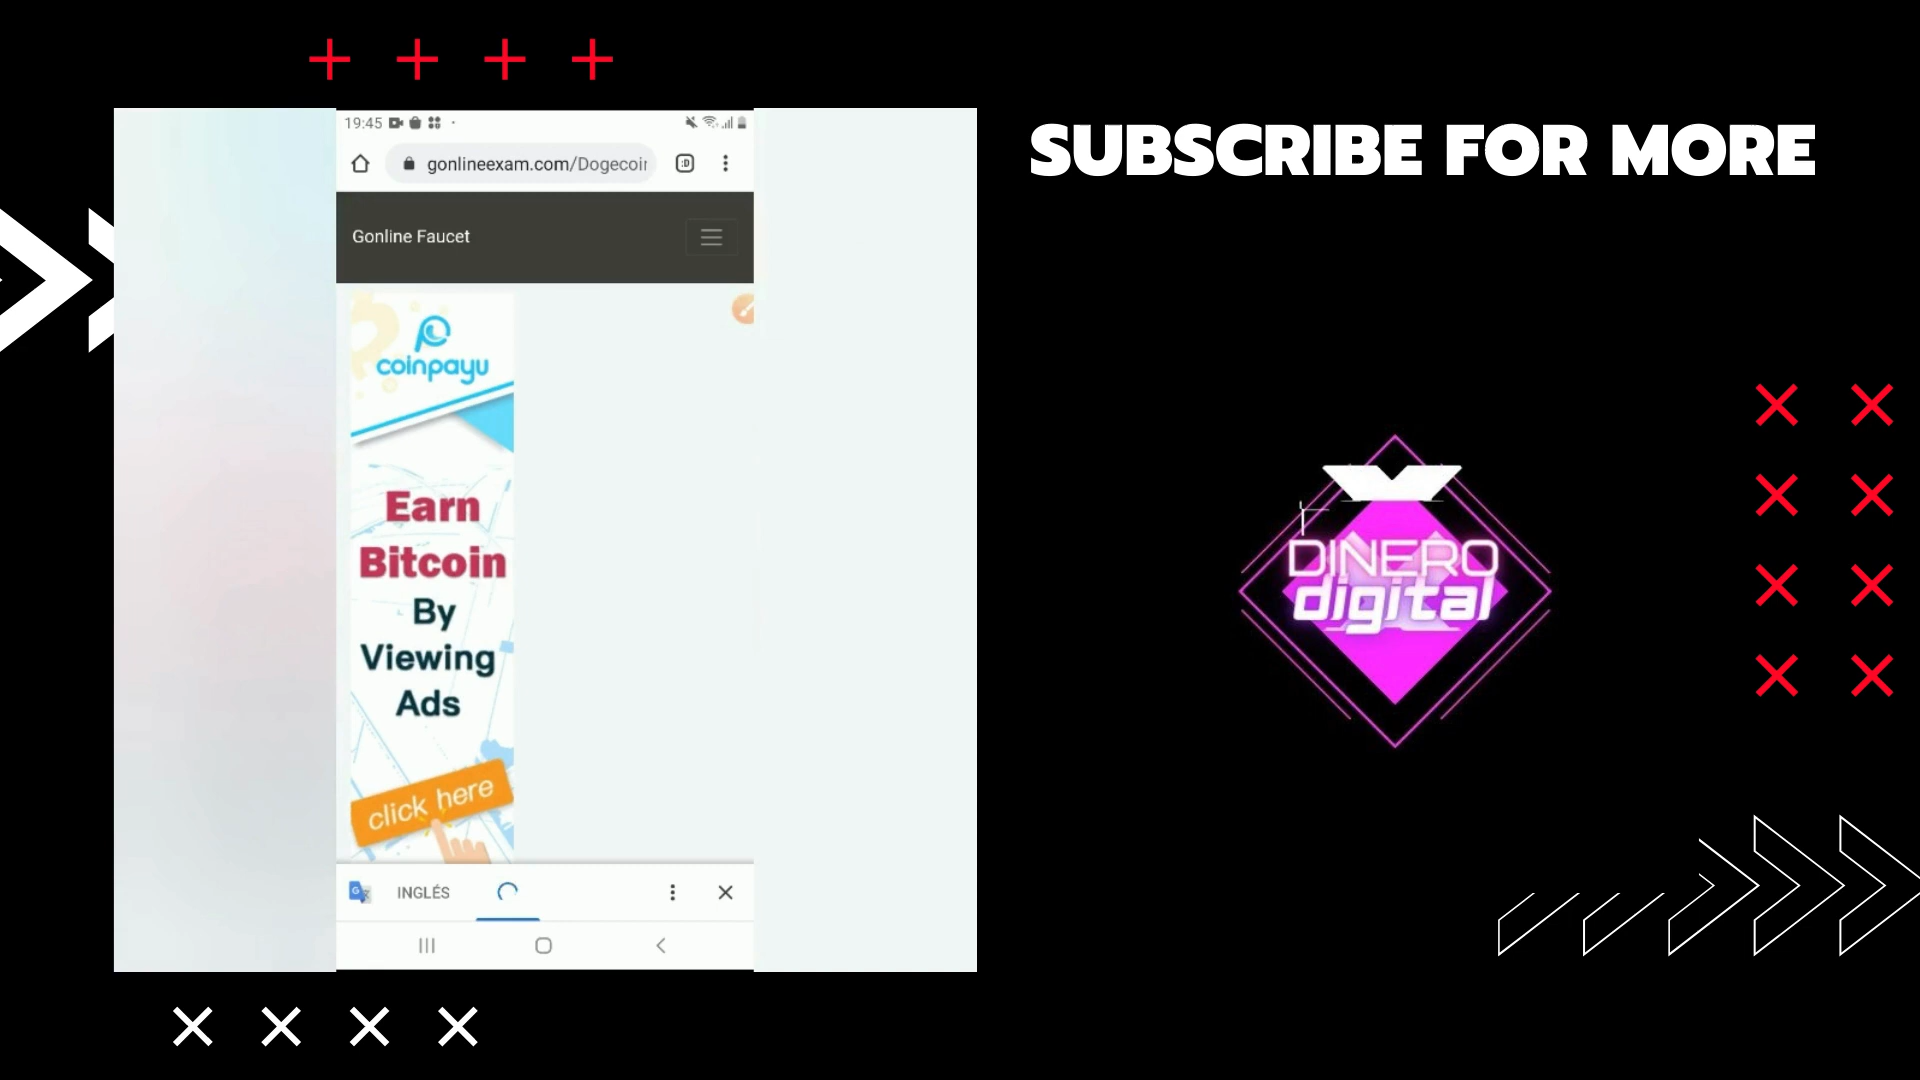 SUBSCRIBE FOR MORE
19:45
gonlineexam.com/Dogecoin
Gonline Faucet
coinpayu
Earn
Bitcoin
By
Viewing
Ads
click here
INGLÉS
DINERO
digital